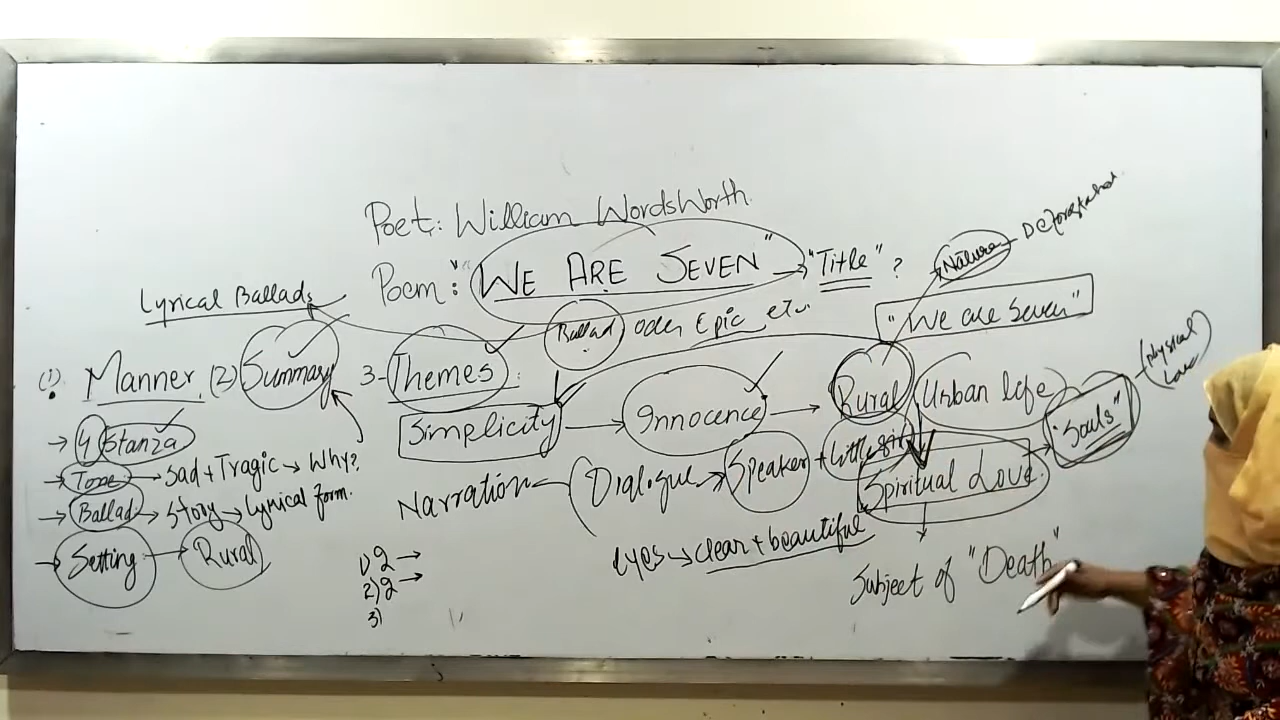 Poet: William WordsWorth.
Poem: "WE ARE SEVEN" → "Title" ?
Nature Deforestation
Lyrical Ballads
Ballad Odes Epic etc.
"We are Seven"
(1) Manner (2) Summary 3- Themes:
Simplicity → Innocence → Rural Urban life
"Souls" (Physical Love)
→ 4 Stanza
→ Tone → Sad + Tragic → Why?
→ Ballad → Story → Lyrical form.
→ Setting → Rural
Narration Dialogue → Speaker + little girl
Spiritual Love.
eyes → clear + beautiful
Subject of "Death"
1) 2 →
2) 2 →
3)